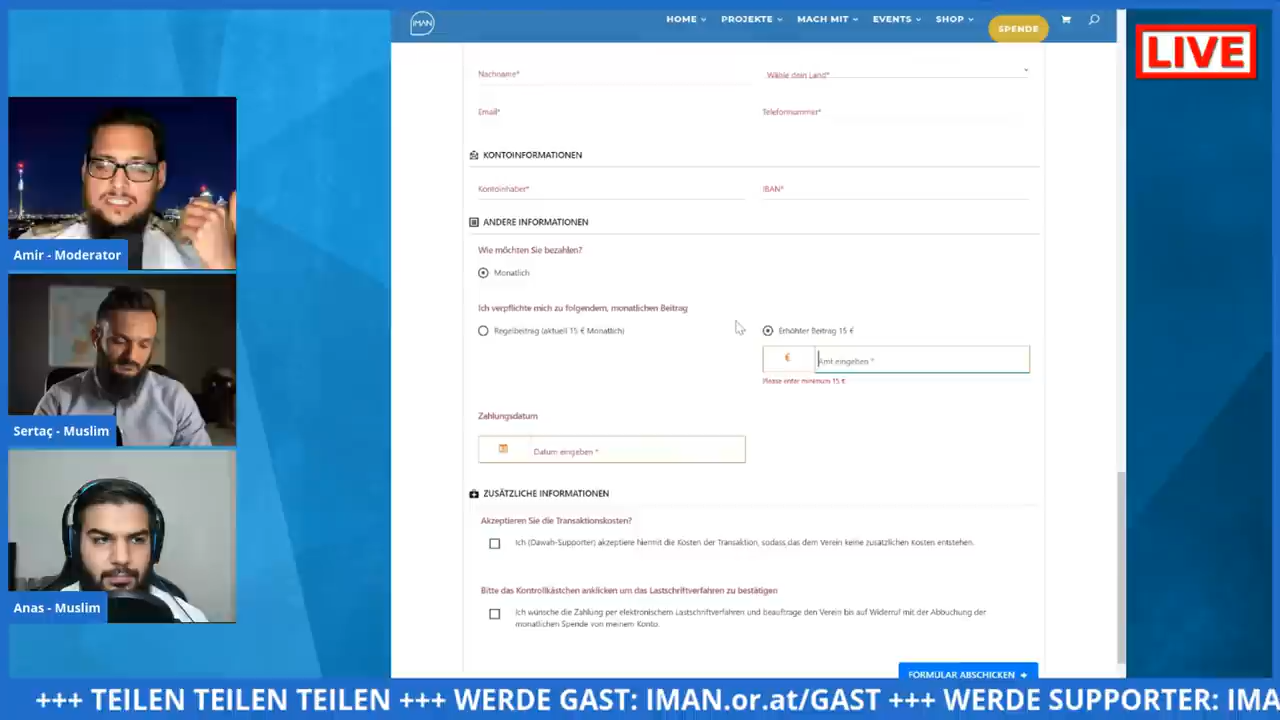 IMAN
HOME
PROJEKTE
MACH MIT
EVENTS
SHOP
SPENDE
LIVE
Nachname*
Wähle dein Land*
Email*
Telefonnummer*
KONTOINFORMATIONEN
Kontoinhaber*
IBAN*
ANDERE INFORMATIONEN
Wie möchten Sie bezahlen?
Monatlich
Ich verpflichte mich zu folgendem, monatlichen Beitrag
Regelbeitrag (aktuell 15 € Monatlich)
Erhöhter Beitrag 15 €
€
Amt eingeben *
Please enter minimum 15 €
Zahlungsdatum
Datum eingeben *
ZUSÄTZLICHE INFORMATIONEN
Akzeptieren Sie die Transaktionskosten?
Ich (Dawah-Supporter) akzeptiere hiermit die Kosten der Transaktion, sodass dem Verein keine zusätzlichen Kosten entstehen.
Bitte das Kontrollkästchen anklicken um das Lastschriftverfahren zu bestätigen
Ich wünsche die Zahlung per elektronischem Lastschriftverfahren und beauftrage den Verein bis auf Widerruf mit der Abbuchung der
monatlichen Spende von meinem Konto.
FORMULAR ABSCHICKEN
Amir - Moderator
Sertaç - Muslim
Anas - Muslim
+++ TEILEN TEILEN TEILEN +++ WERDE GAST: IMAN.or.at/GAST +++ WERDE SUPPORTER: IMA